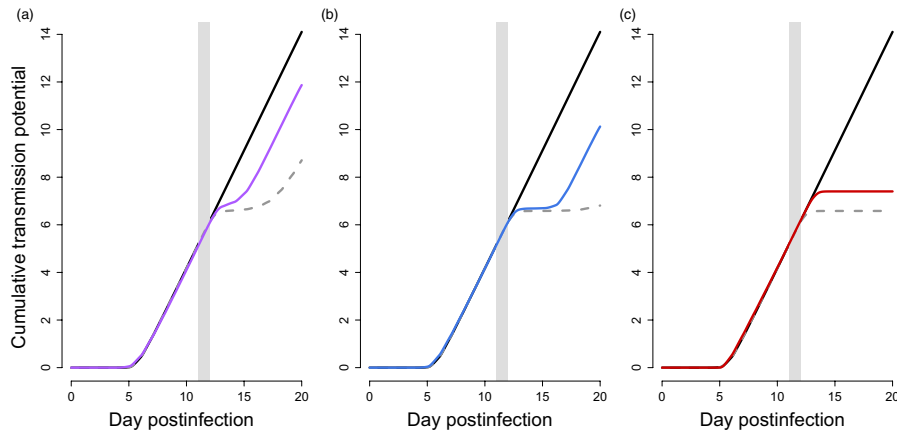 (a) (b) (c)
Cumulative transmission potential
0 2 4 6 8 10 12 14
0 5 10 15 20
Day postinfection
0 2 4 6 8 10 12 14
0 5 10 15 20
Day postinfection
0 2 4 6 8 10 12 14
0 5 10 15 20
Day postinfection